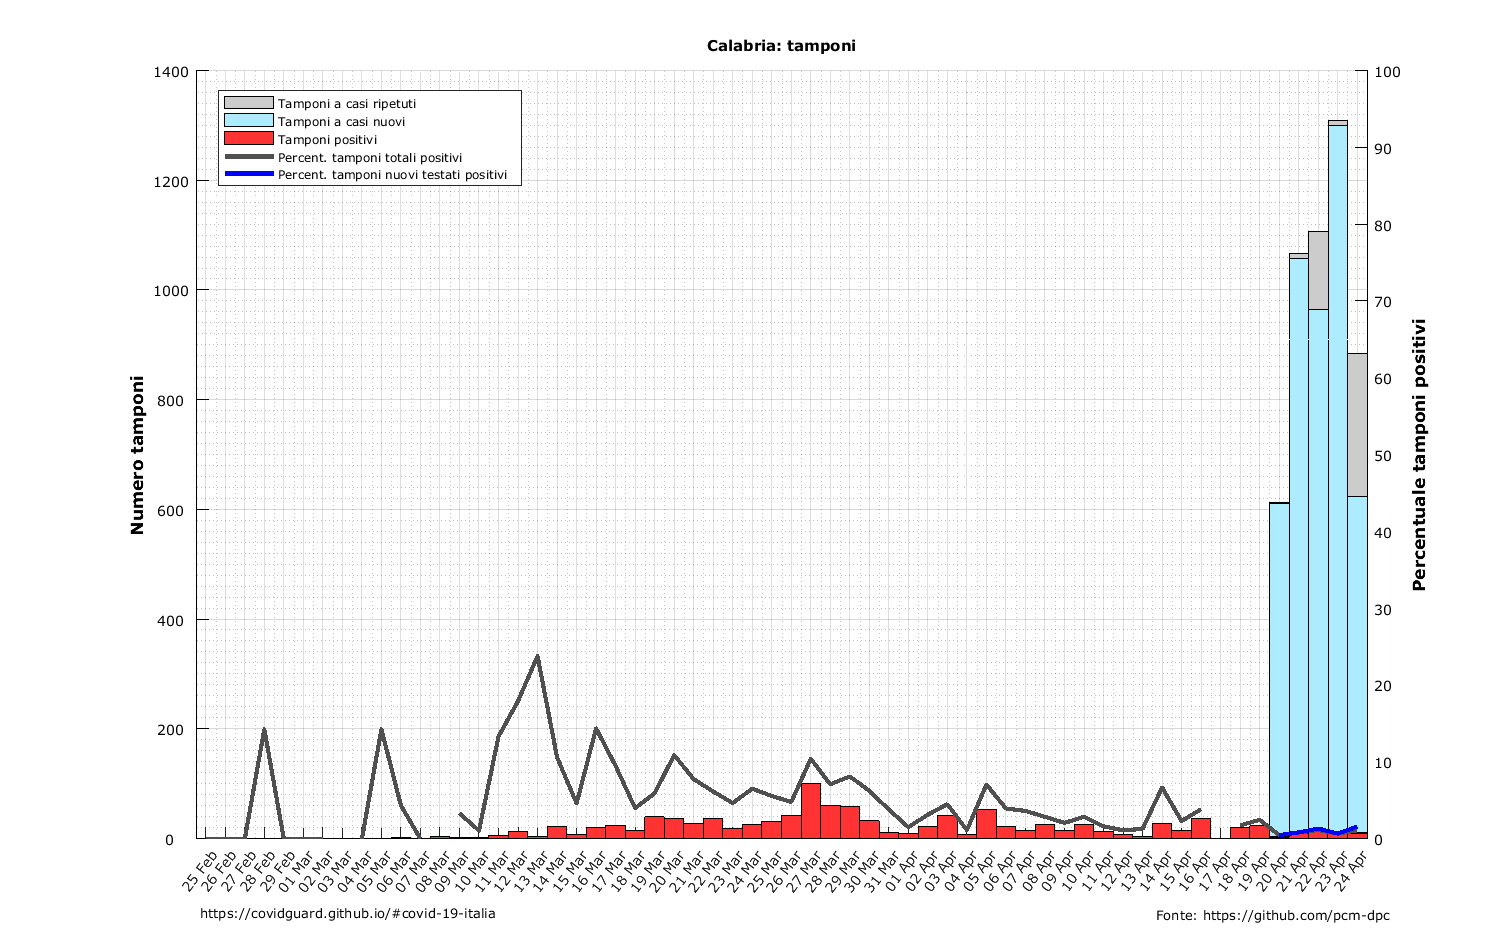 Calabria: tamponi
1400
1200
1000
800
600
400
200
0
Numero tamponi
Tamponi a casi ripetuti
Tamponi a casi nuovi
Tamponi positivi
Percent. tamponi totali positivi
Percent. tamponi nuovi testati positivi
100
90
80
70
60
50
40
30
20
10
0
Percentuale tamponi positivi
25 Feb
26 Feb
27 Feb
28 Feb
29 Feb
01 Mar
02 Mar
03 Mar
04 Mar
05 Mar
06 Mar
07 Mar
08 Mar
09 Mar
10 Mar
11 Mar
12 Mar
13 Mar
14 Mar
15 Mar
16 Mar
17 Mar
18 Mar
19 Mar
20 Mar
21 Mar
22 Mar
23 Mar
24 Mar
25 Mar
26 Mar
27 Mar
28 Mar
29 Mar
30 Mar
31 Mar
01 Apr
02 Apr
03 Apr
04 Apr
05 Apr
06 Apr
07 Apr
08 Apr
09 Apr
10 Apr
11 Apr
12 Apr
13 Apr
14 Apr
15 Apr
16 Apr
17 Apr
18 Apr
19 Apr
20 Apr
21 Apr
22 Apr
23 Apr
24 Apr
https://covidguard.github.io/#covid-19-italia
Fonte: https://github.com/pcm-dpc